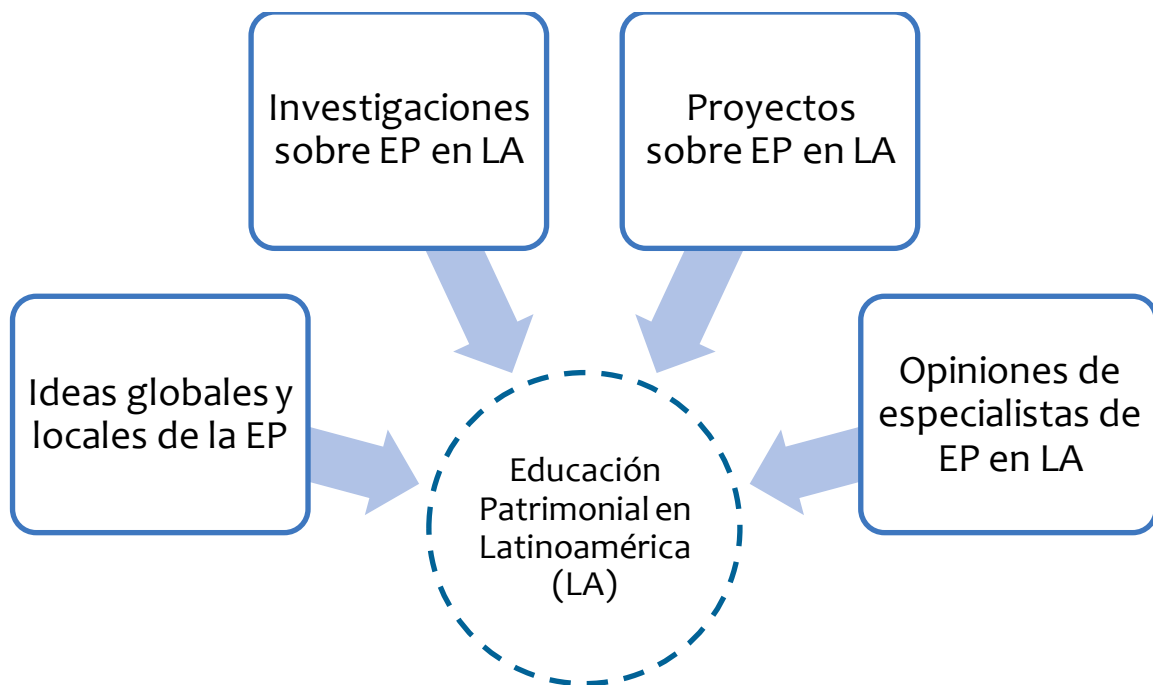 Investigaciones
sobre EP en LA
Proyectos
sobre EP en LA
Ideas globales y
locales de la EP
Opiniones de
especialistas de
EP en LA
Educación
Patrimonial en
Latinoamérica
(LA)